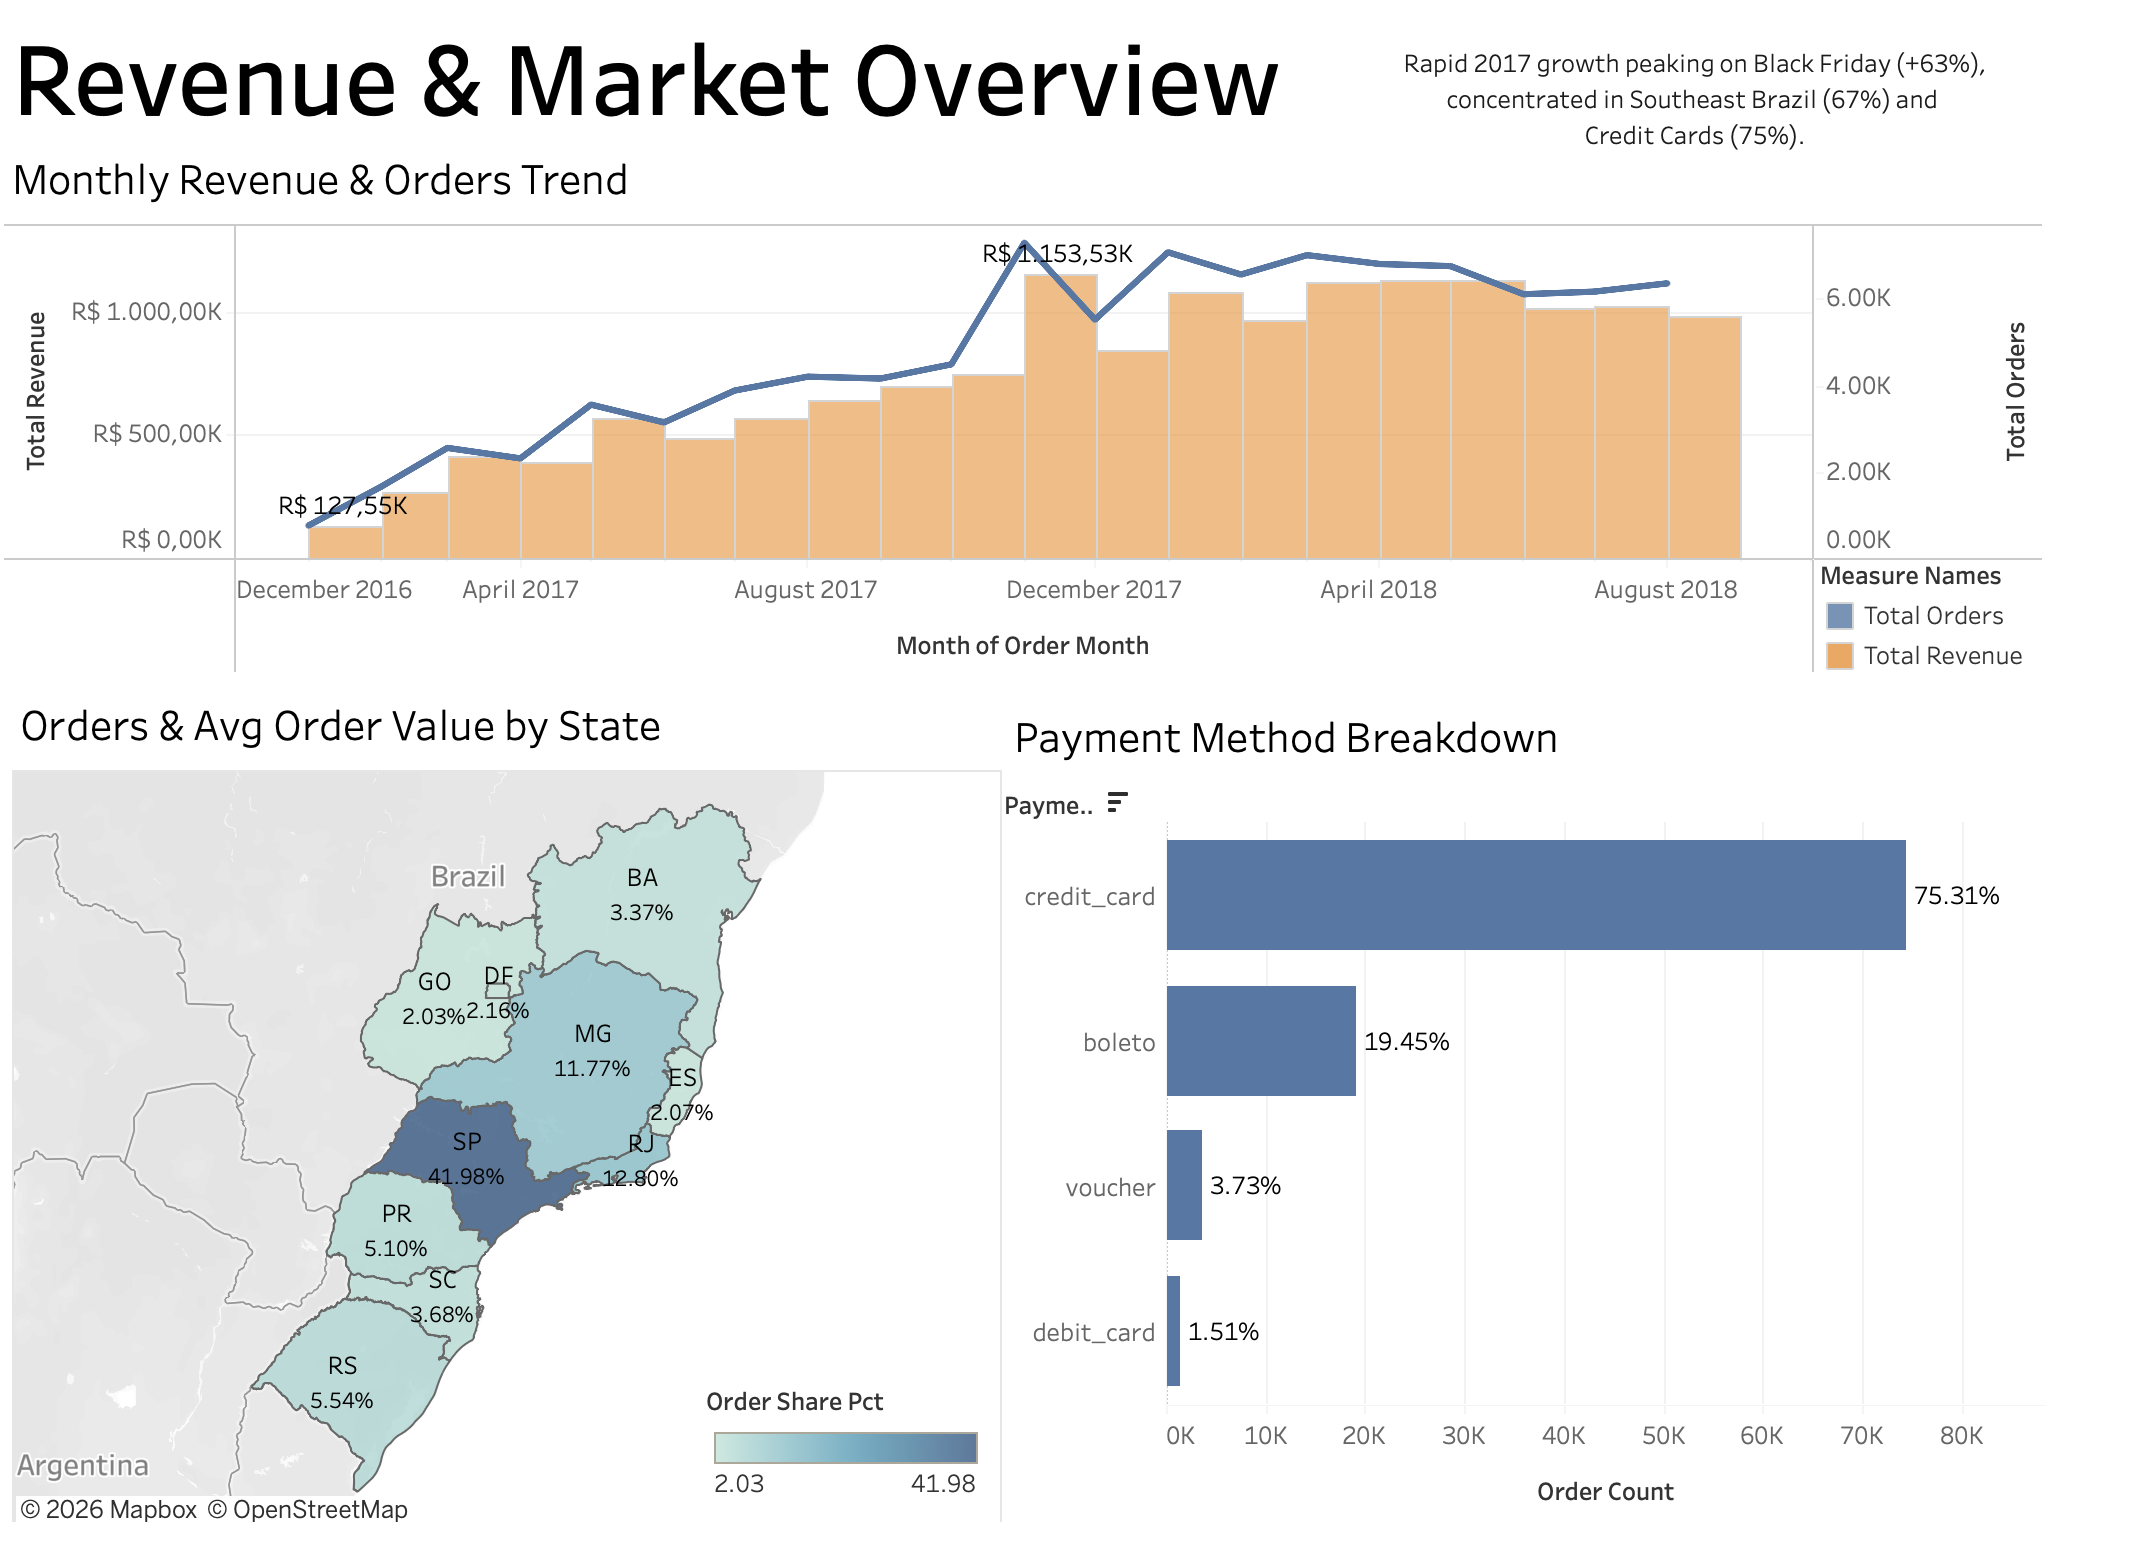 Revenue & Market Overview
Rapid 2017 growth peaking on Black Friday (+63%),
concentrated in Southeast Brazil (67%) and
Credit Cards (75%).
Monthly Revenue & Orders Trend
Total Revenue
R$ 1.000,00K
R$ 500,00K
R$ 0,00K
R$ 127,55K
R$ 1.153,53K
6.00K
4.00K
2.00K
0.00K
Total Orders
December 2016
April 2017
August 2017
December 2017
April 2018
August 2018
Month of Order Month
Measure Names
Total Orders
Total Revenue
Orders & Avg Order Value by State
Brazil
BA
3.37%
GO
2.03%
DF
2.16%
MG
11.77%
ES
2.07%
SP
41.98%
RJ
12.80%
PR
5.10%
SC
3.68%
RS
5.54%
Argentina
Order Share Pct
2.03 41.98
© 2026 Mapbox © OpenStreetMap
Payment Method Breakdown
Payme..
credit_card 75.31%
boleto 19.45%
voucher 3.73%
debit_card 1.51%
0K 10K 20K 30K 40K 50K 60K 70K 80K
Order Count